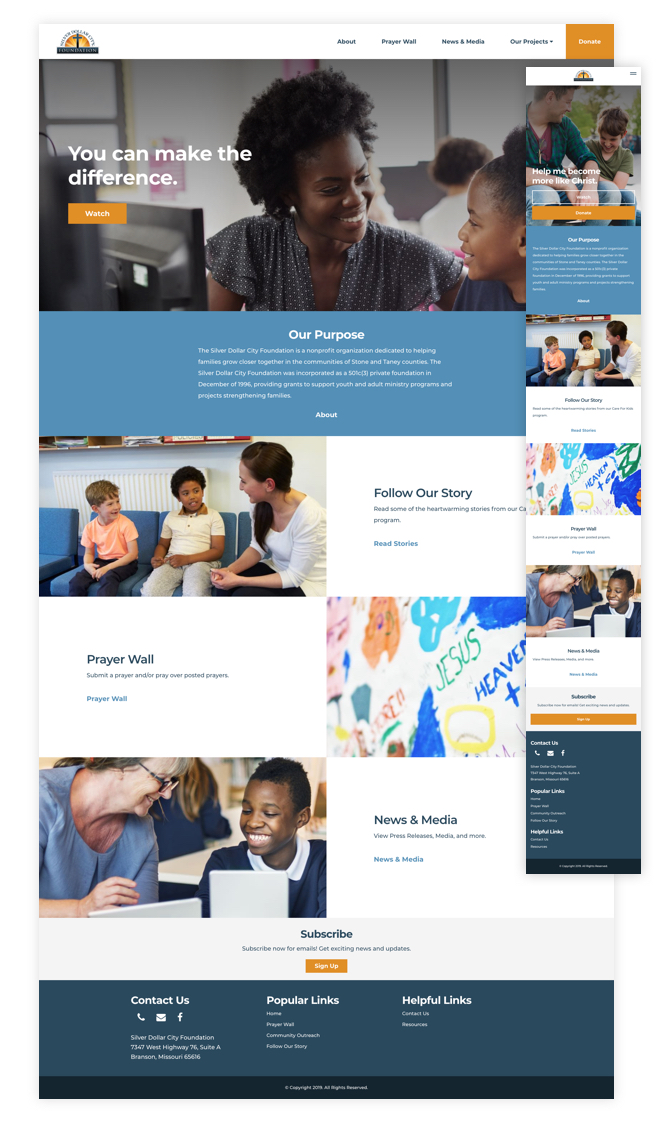 SILVER DOLLAR CITY
FOUNDATION
About
Prayer Wall
News & Media
Our Projects
Donate
You can make the
difference.
Watch
Our Purpose
The Silver Dollar City Foundation is a nonprofit organization dedicated to helping
families grow closer together in the communities of Stone and Taney counties. The
Silver Dollar City Foundation was incorporated as a 501c(3) private foundation in
December of 1996, providing grants to support youth and adult ministry programs and
projects strengthening families.
About
Follow Our Story
Read some of the heartwarming stories from our Ca
program.
Read Stories
Prayer Wall
Submit a prayer and/or pray over posted prayers.
Prayer Wall
JESUS
HEAVEN
News & Media
View Press Releases, Media, and more.
News & Media
Subscribe
Subscribe now for emails! Get exciting news and updates.
Sign Up
Contact Us
Silver Dollar City Foundation
7347 West Highway 76, Suite A
Branson, Missouri 65616
Popular Links
Home
Prayer Wall
Community Outreach
Follow Our Story
Helpful Links
Contact Us
Resources
© Copyright 2019. All Rights Reserved.
Help me become
more like Christ.
Watch
Donate
Our Purpose
The Silver Dollar City Foundation is a nonprofit organization
dedicated to helping families grow closer together in the
communities of Stone and Taney counties. The Silver Dollar
City Foundation was incorporated as a 501c(3) private
foundation in December of 1996, providing grants to support
youth and adult ministry programs and projects strengthening
families.
About
Follow Our Story
Read some of the heartwarming stories from our Care For Kids
program.
Read Stories
JESUS
HEAVEN
Prayer Wall
Submit a prayer and/or pray over posted prayers.
Prayer Wall
News & Media
View Press Releases, Media, and more.
News & Media
Subscribe
Subscribe now for emails! Get exciting news and updates.
Sign Up
Contact Us
Silver Dollar City Foundation
7347 West Highway 76, Suite A
Branson, Missouri 65616
Popular Links
Home
Prayer Wall
Community Outreach
Follow Our Story
Helpful Links
Contact Us
Resources
© Copyright 2019. All Rights Reserved.